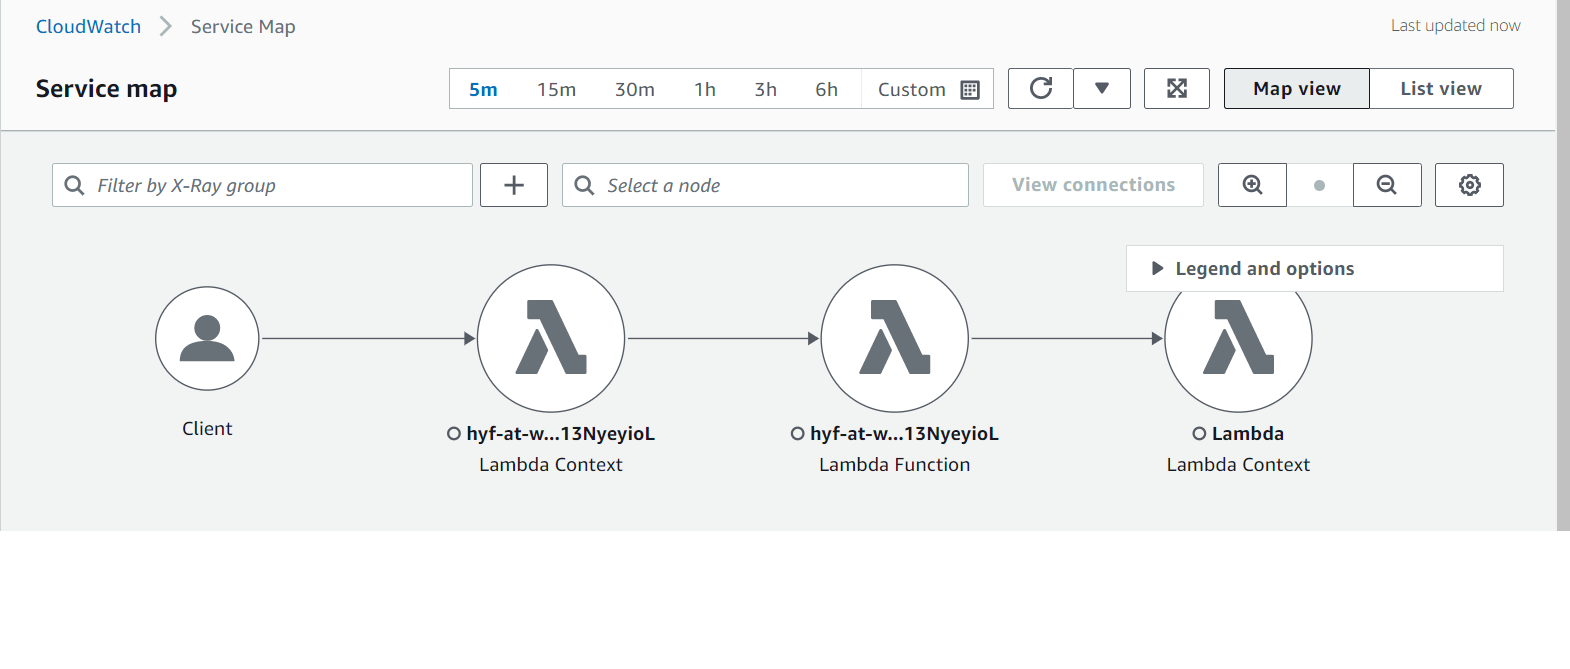 CloudWatch > Service Map
Last updated now
Service map
5m 15m 30m 1h 3h 6h Custom
Map view List view
Filter by X-Ray group
Select a node
View connections
Legend and options
Client
hyf-at-w...13NyeyioL
Lambda Context
hyf-at-w...13NyeyioL
Lambda Function
Lambda
Lambda Context